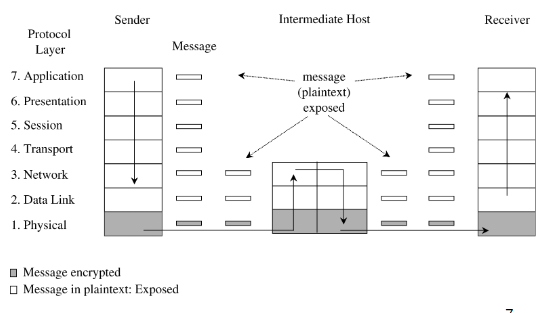 Sender
Intermediate Host
Receiver
Protocol
Layer
Message
7. Application
6. Presentation
5. Session
4. Transport
3. Network
2. Data Link
1. Physical
message
(plaintext)
exposed
Message encrypted
Message in plaintext: Exposed